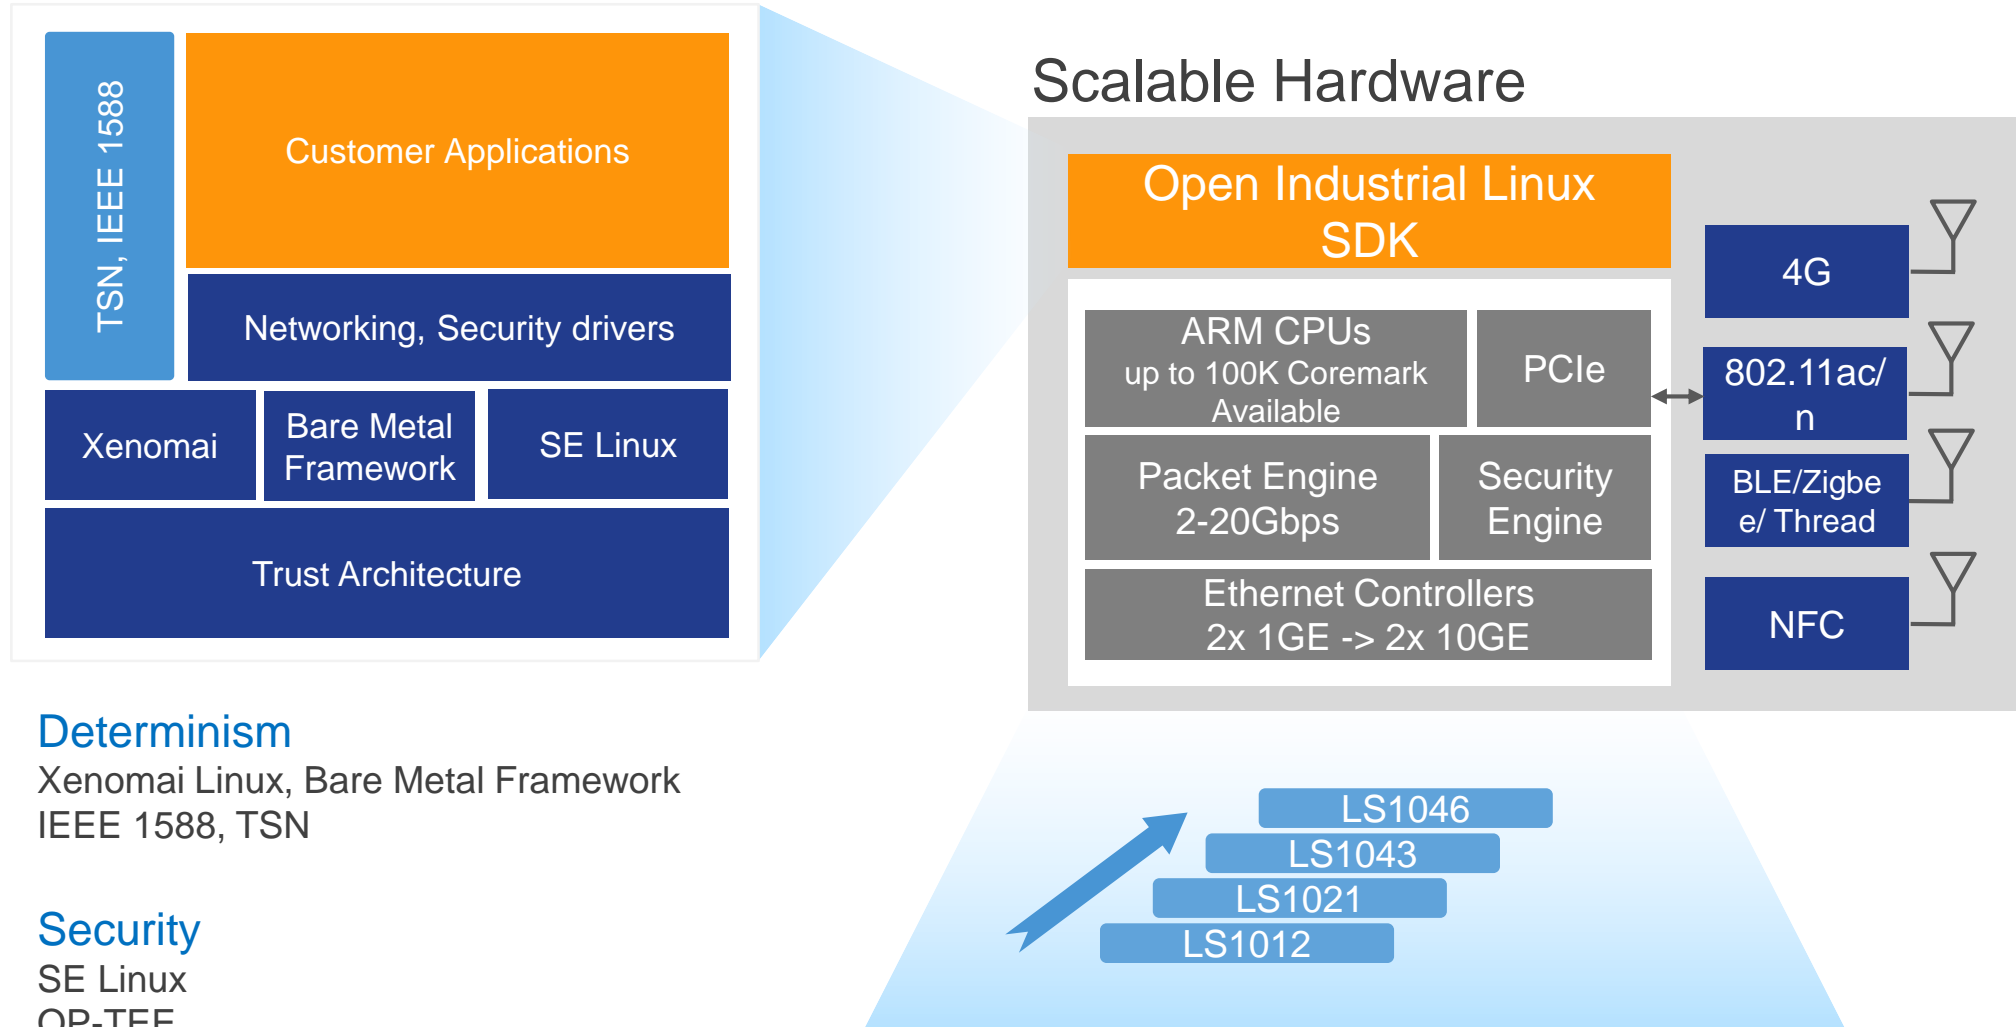 TSN, IEEE 1588
Customer Applications
Networking, Security drivers
Xenomai
Bare Metal
Framework
SE Linux
Trust Architecture
Determinism
Xenomai Linux, Bare Metal Framework
IEEE 1588, TSN
Security
SE Linux
OP-TEE
Scalable Hardware
Open Industrial Linux
SDK
ARM CPUs
up to 100K Coremark
Available
PCIe
Packet Engine
2-20Gbps
Security
Engine
Ethernet Controllers
2x 1GE -> 2x 10GE
4G
802.11ac/
n
BLE/Zigbe
e/ Thread
NFC
LS1046
LS1043
LS1021
LS1012